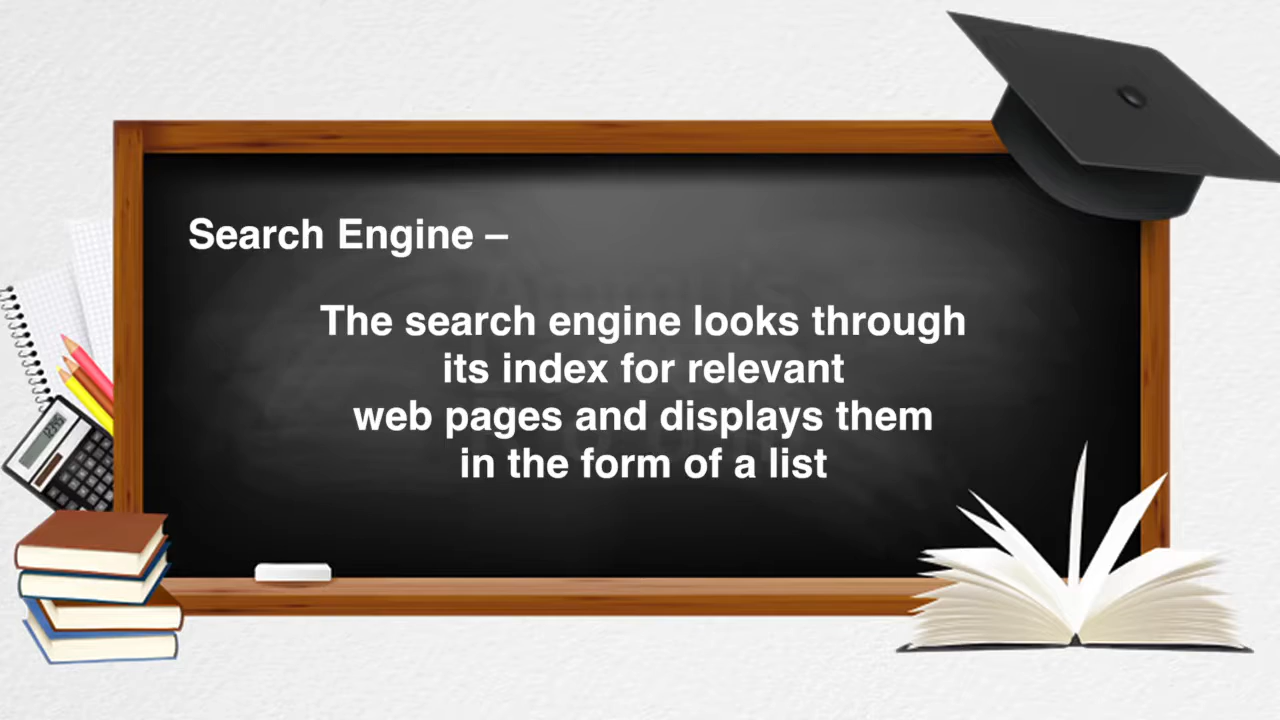 Search Engine –
The search engine looks through
its index for relevant
web pages and displays them
in the form of a list